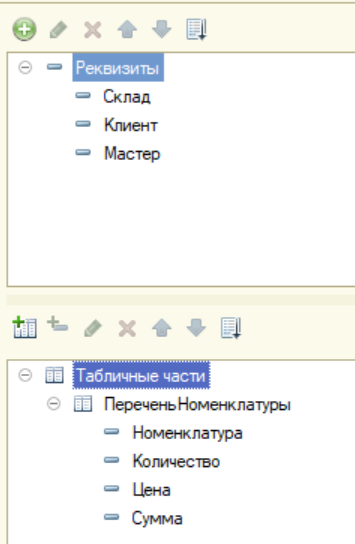 Реквизиты
Склад
Клиент
Мастер
Табличные части
ПереченьНоменклатуры
Номенклатура
Количество
Цена
Сумма